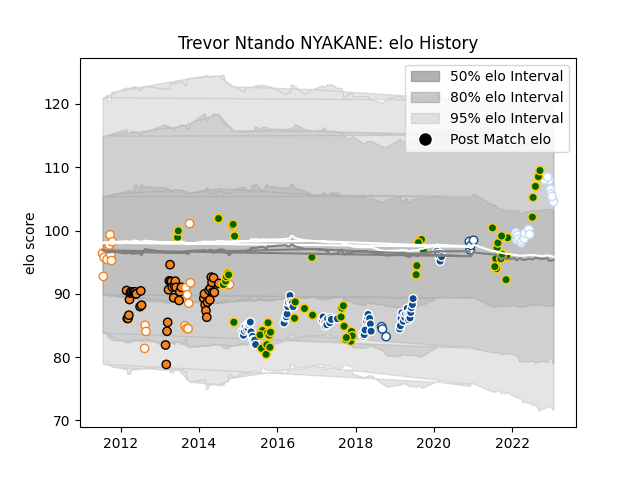 Trevor Ntando NYAKANE: elo History
50% elo Interval
80% elo Interval
95% elo Interval
Post Match elo
elo score
120
110
100
90
80
70
2012
2014
2016
2018
2020
2022